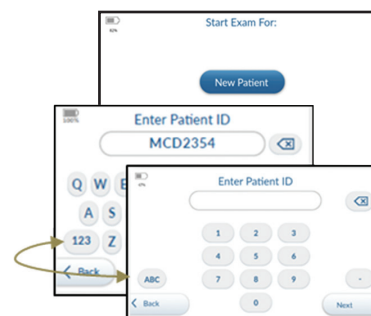 Start Exam For:
New Patient
100%
Enter Patient ID
MCD2354
Q W E
A S
123 Z
Back
Enter Patient ID
1 2 3
4 5 6
ABC 7 8 9 -
Back 0 Next